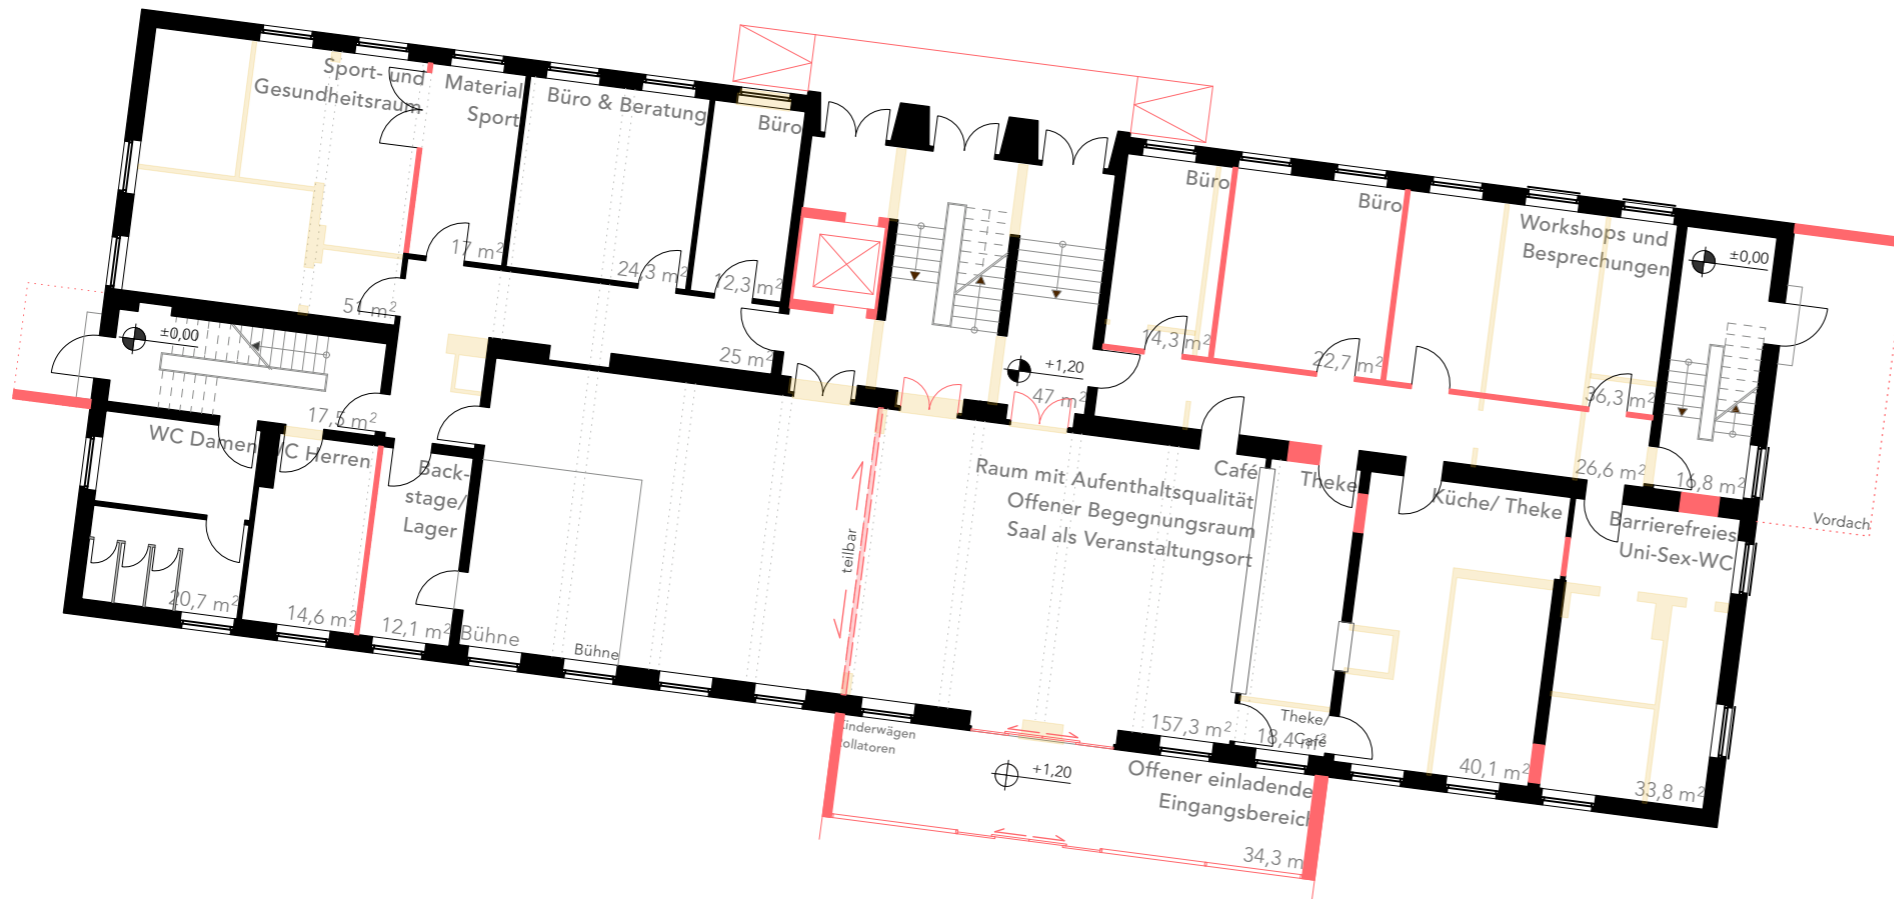 Sport- und
Gesundheitsraum
51 m²
Material
Sport
17 m²
Büro & Beratung
24,3 m²
Büro
12,3 m²
25 m²
±0,00
17,5 m²
WC Damen
20,7 m²
WC Herren
14,6 m²
Back-
stage/
Lager
12,1 m²
Bühne
Bühne
teilbar
+1,20
47 m²
Büro
14,3 m²
Büro
22,7 m²
Workshops und
Besprechungen
36,3 m²
26,6 m²
±0,00
16,8 m²
Vordach
Raum mit Aufenthaltsqualität
Offener Begegnungsraum
Saal als Veranstaltungsort
157,3 m²
Café
Theke
Theke/
Café
18,4 m²
Küche/ Theke
40,1 m²
Barrierefreies
Uni-Sex-WC
33,8 m²
+1,20
Offener einladende
Eingangsbereich
34,3 m